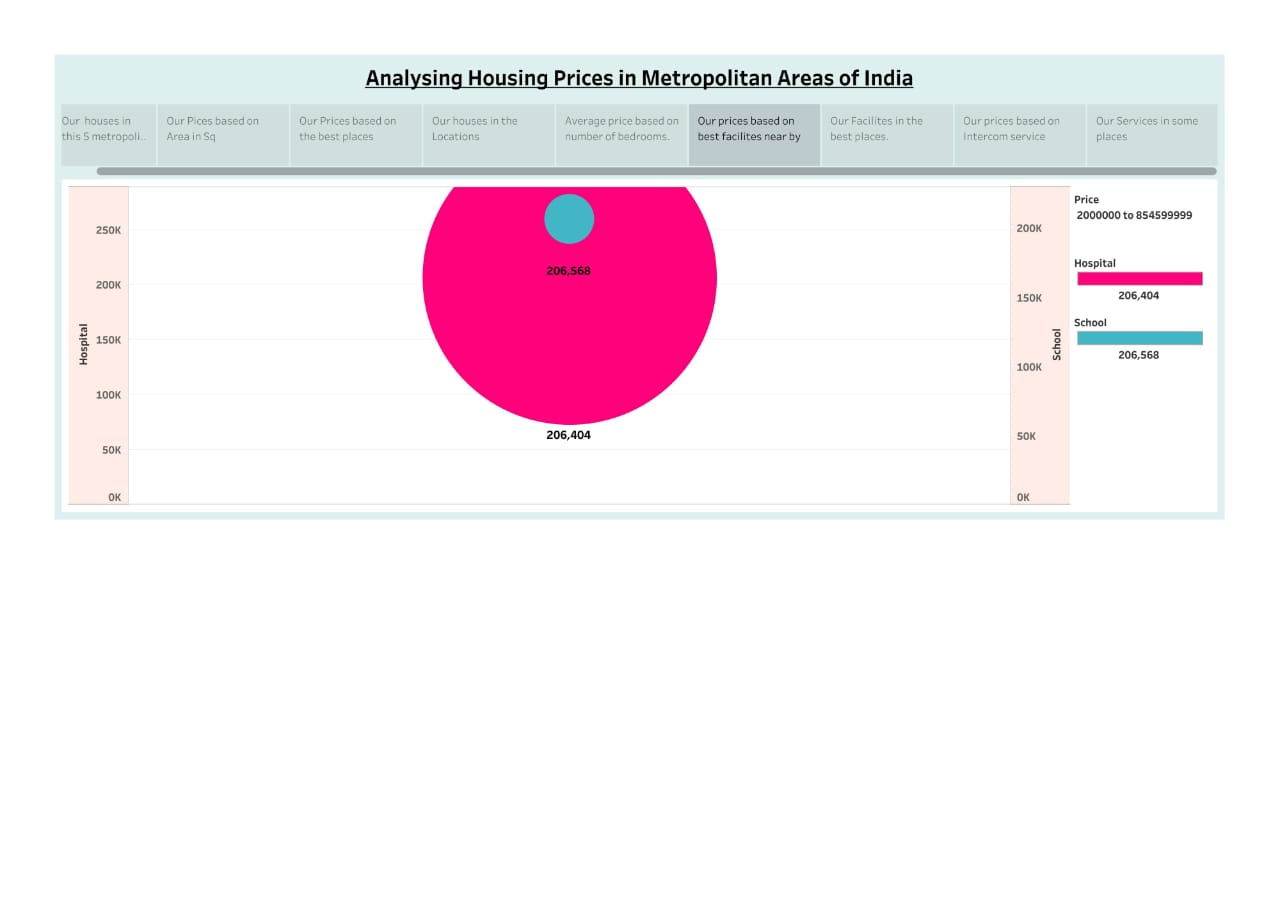 Analysing Housing Prices in Metropolitan Areas of India
Our houses in
this 5 metropoli..
Our Pices based on
Area in Sq
Our Prices based on
the best places
Our houses in the
Locations
Average price based on
number of bedrooms.
Our prices based on
best facilites near by
Our Facilites in the
best places.
Our prices based on
Intercom service
Our Services in some
places
Hospital
250K
200K
150K
100K
50K
0K
206,568
206,404
200K
150K
100K
50K
0K
School
Price
2000000 to 854599999
Hospital
206,404
School
206,568